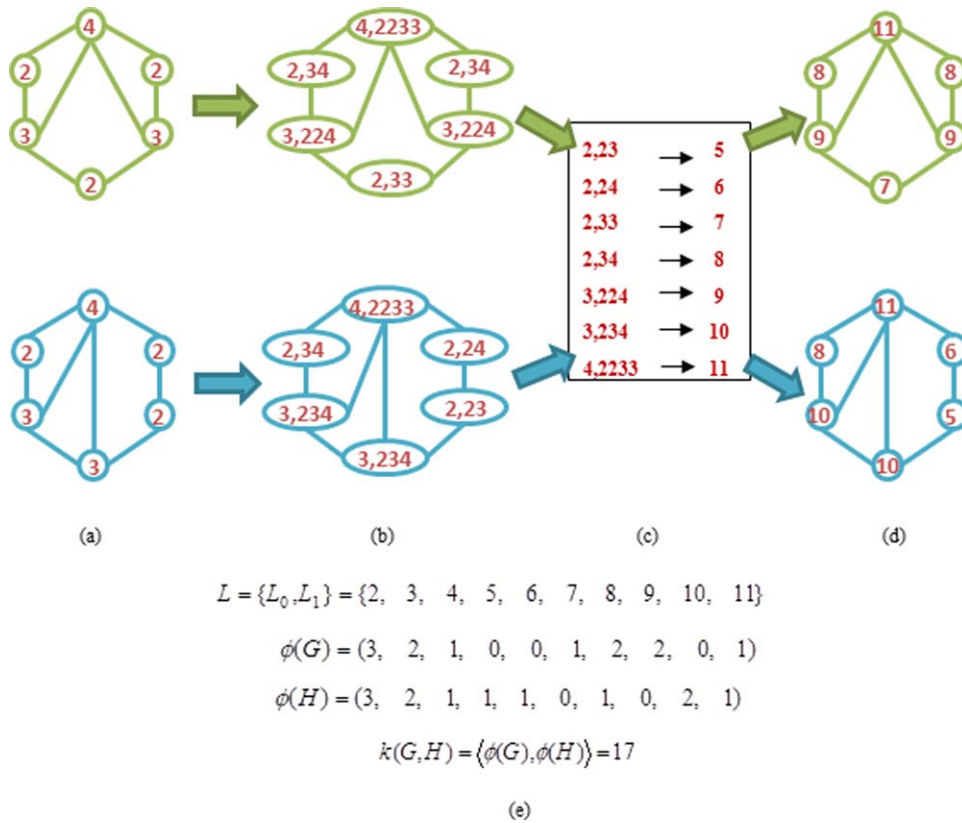 4
2 2
3 3
2
4,2233
2,34 2,34
3,224 3,224
2,33
2,23 → 5
2,24 → 6
2,33 → 7
2,34 → 8
3,224 → 9
3,234 → 10
4,2233 → 11
11
8 8
9 9
7
4
2 2
3 2
3
4,2233
2,34 2,24
3,234 2,23
3,234
11
8 6
10 5
10
(a) (b) (c) (d)
L = {L₀,L₁} = {2, 3, 4, 5, 6, 7, 8, 9, 10, 11}
ϕ(G) = (3, 2, 1, 0, 0, 1, 2, 2, 0, 1)
ϕ(H) = (3, 2, 1, 1, 1, 0, 1, 0, 2, 1)
k(G,H) = ⟨ϕ(G),ϕ(H)⟩ = 17
(e)